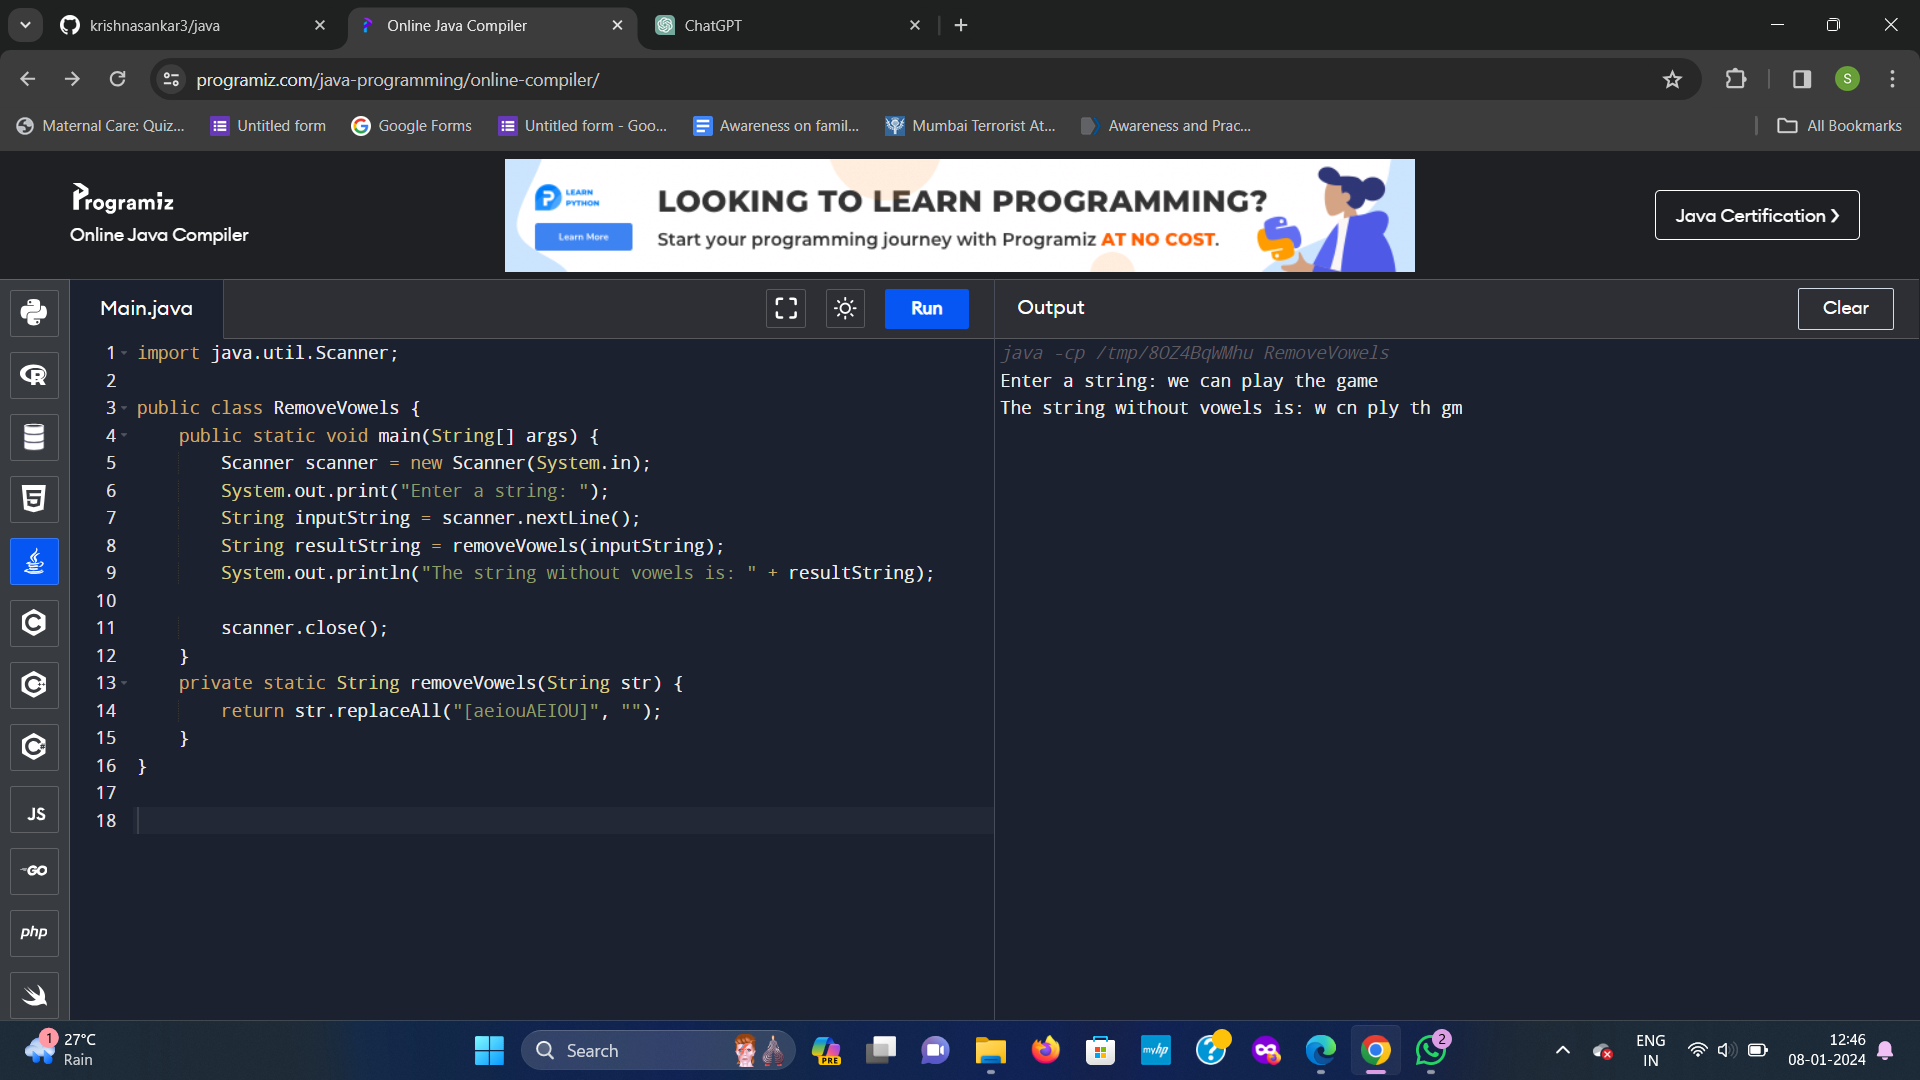 krishnasankar3/java
Online Java Compiler
ChatGPT
programiz.com/java-programming/online-compiler/
S
Maternal Care: Quiz...
Untitled form
Google Forms
Untitled form - Goo...
Awareness on famil...
Mumbai Terrorist At...
Awareness and Prac...
All Bookmarks
Programiz
Online Java Compiler
LEARN
PYTHON
Learn More
LOOKING TO LEARN PROGRAMMING?
Start your programming journey with Programiz AT NO COST.
Java Certification ›
Main.java
Run
1 import java.util.Scanner;
2
3 public class RemoveVowels {
4     public static void main(String[] args) {
5         Scanner scanner = new Scanner(System.in);
6         System.out.print("Enter a string: ");
7         String inputString = scanner.nextLine();
8         String resultString = removeVowels(inputString);
9         System.out.println("The string without vowels is: " + resultString);
10
11         scanner.close();
12     }
13     private static String removeVowels(String str) {
14         return str.replaceAll("[aeiouAEIOU]", "");
15     }
16 }
17
18
Output
Clear
java -cp /tmp/8OZ4BqWMhu RemoveVowels
Enter a string: we can play the game
The string without vowels is: w cn ply th gm
R
5
C
C
C
JS
GO
php
1
27°C
Rain
Search
PRE
myhp
?
2
ENG
IN
12:46
08-01-2024